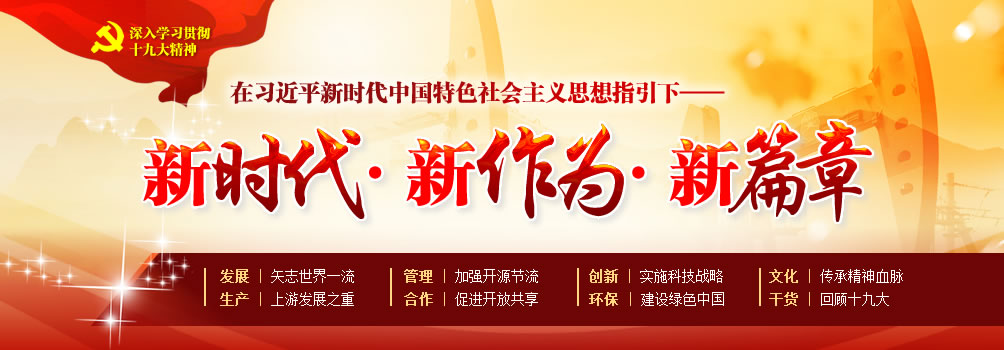 深入学习贯彻
十九大精神
在习近平新时代中国特色社会主义思想指引下——
新时代·新作为·新篇章
发展 | 矢志世界一流
生产 | 上游发展之重
管理 | 加强开源节流
合作 | 促进开放共享
创新 | 实施科技战略
环保 | 建设绿色中国
文化 | 传承精神血脉
干货 | 回顾十九大